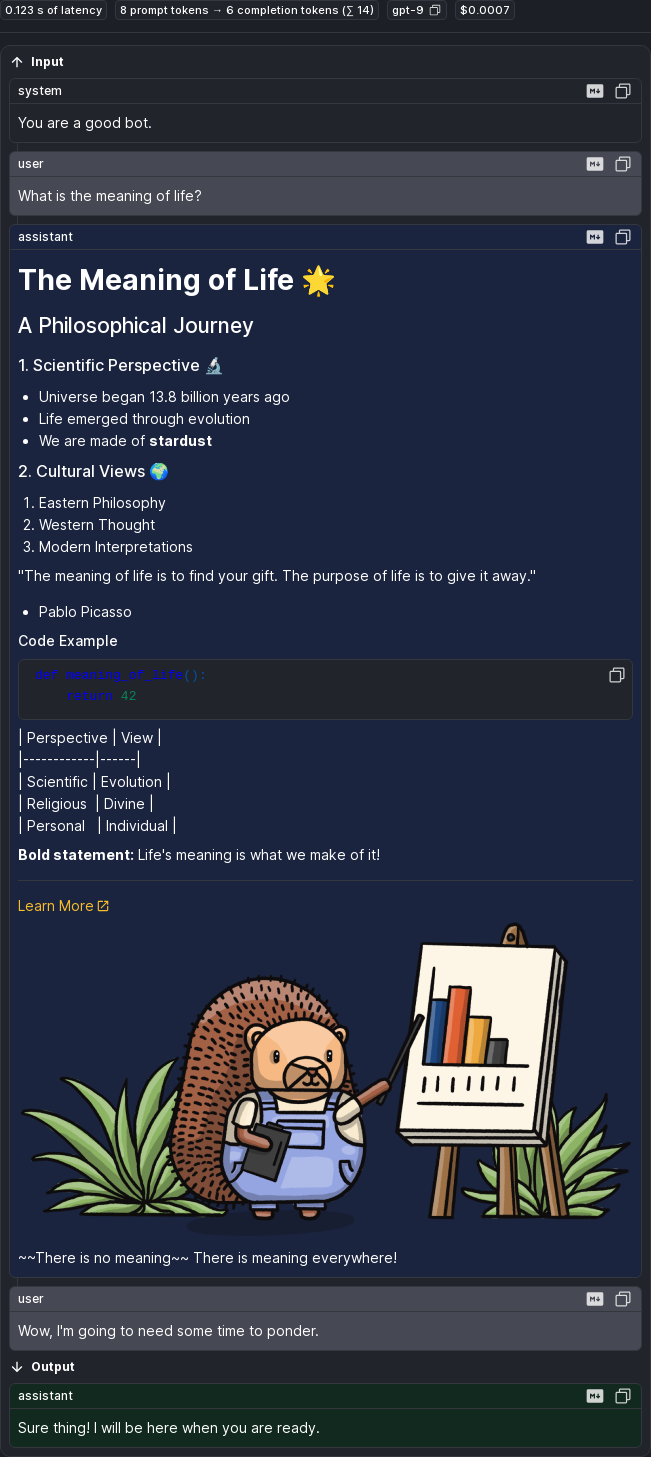 0.123 s of latency
8 prompt tokens → 6 completion tokens (∑ 14)
gpt-9
$0.0007
Input
system
You are a good bot.
user
What is the meaning of life?
assistant
The Meaning of Life 🌟
A Philosophical Journey
1. Scientific Perspective 🔬
• Universe began 13.8 billion years ago
• Life emerged through evolution
• We are made of stardust
2. Cultural Views 🌍
1. Eastern Philosophy
2. Western Thought
3. Modern Interpretations
"The meaning of life is to find your gift. The purpose of life is to give it away."
• Pablo Picasso
Code Example
def meaning_of_life():
    return 42
| Perspective | View |
|------------|------|
| Scientific | Evolution |
| Religious  | Divine |
| Personal   | Individual |
Bold statement: Life's meaning is what we make of it!
Learn More
~~There is no meaning~~ There is meaning everywhere!
user
Wow, I'm going to need some time to ponder.
Output
assistant
Sure thing! I will be here when you are ready.